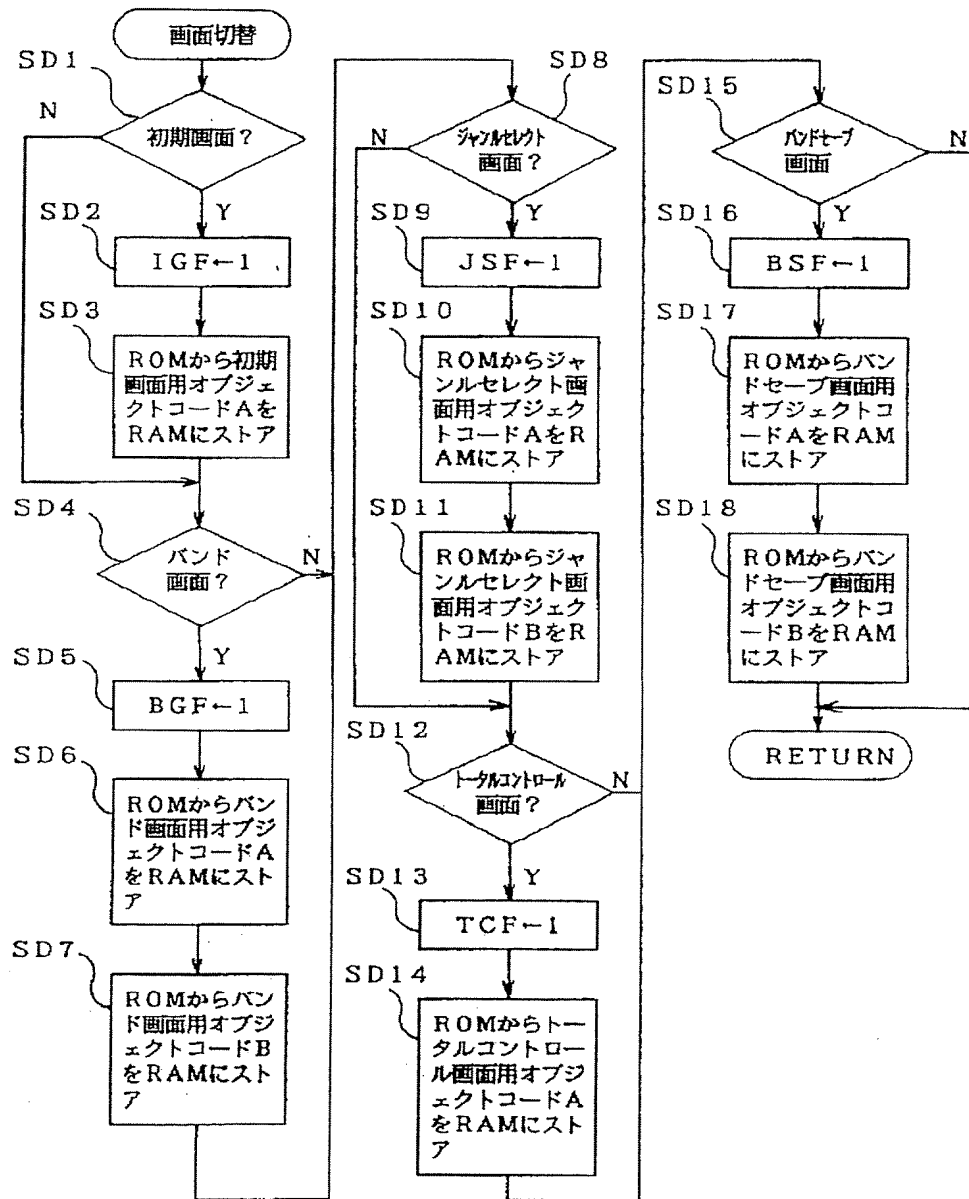 画面切替
SD1
N
初期画面？
Y
SD2
IGF←1
SD3
ROMから初期
画面用オブジェ
クトコードAを
RAMにストア
SD4
バンド
画面？
N
Y
SD5
BGF←1
SD6
ROMからバン
ド画面用オブジ
ェクトコードA
をRAMにスト
ア
SD7
ROMからバン
ド画面用オブジ
ェクトコードB
をRAMにスト
ア
SD8
N
ジャンルセレクト
画面？
Y
SD9
JSF←1
SD10
ROMからジャ
ンルセレクト画
面用オブジェク
トコードAをR
AMにストア
SD11
ROMからジャ
ンルセレクト画
面用オブジェク
トコードBをR
AMにストア
SD12
トータルコントロール
画面？
N
Y
SD13
TCF←1
SD14
ROMからトー
タルコントロー
ル画面用オブジ
ェクトコードA
をRAMにスト
ア
SD15
バンドセーブ
画面
N
Y
SD16
BSF←1
SD17
ROMからバン
ドセーブ画面用
オブジェクトコ
ードAをRAM
にストア
SD18
ROMからバン
ドセーブ画面用
オブジェクトコ
ードBをRAM
にストア
RETURN